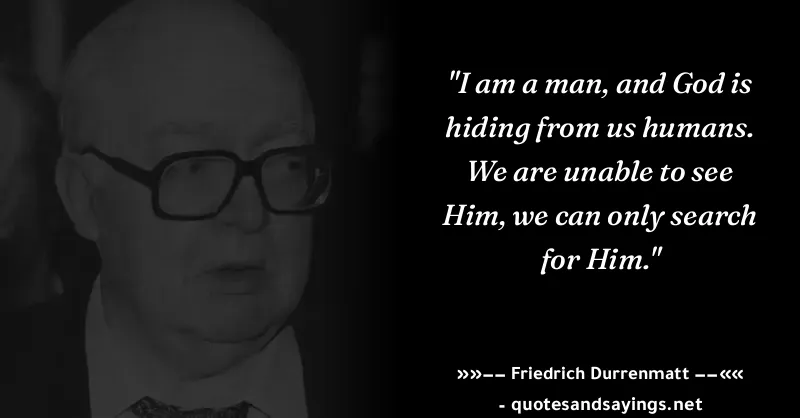 "I am a man, and God is
hiding from us humans.
We are unable to see
Him, we can only search
for Him."
»»−− Friedrich Durrenmatt −−««
- quotesandsayings.net